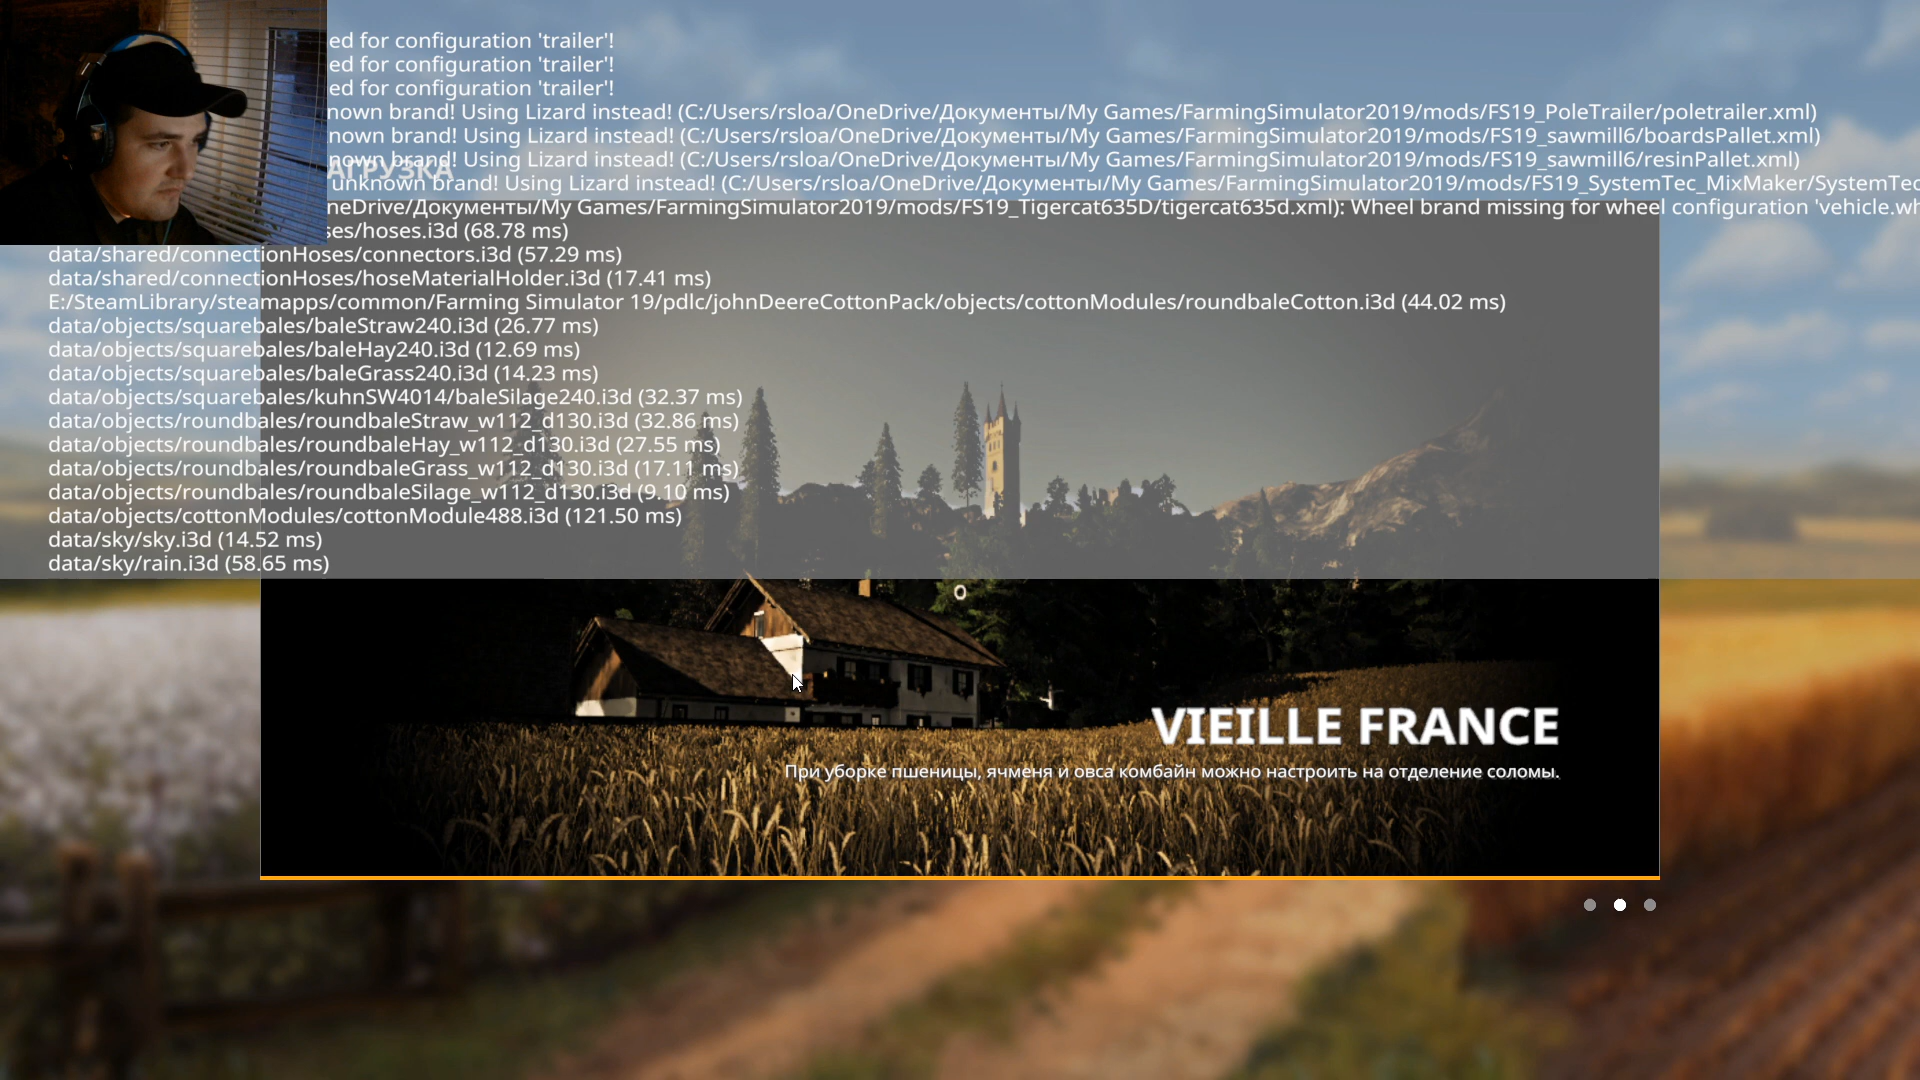 ed for configuration 'trailer'!
ed for configuration 'trailer'!
ed for configuration 'trailer'!
nown brand! Using Lizard instead! (C:/Users/rsloa/OneDrive/Документы/My Games/FarmingSimulator2019/mods/FS19_PoleTrailer/poletrailer.xml)
nown brand! Using Lizard instead! (C:/Users/rsloa/OneDrive/Документы/My Games/FarmingSimulator2019/mods/FS19_sawmill6/boardsPallet.xml)
nown brand! Using Lizard instead! (C:/Users/rsloa/OneDrive/Документы/My Games/FarmingSimulator2019/mods/FS19_sawmill6/resinPallet.xml)
АГРУЗКА
unknown brand! Using Lizard instead! (C:/Users/rsloa/OneDrive/Документы/My Games/FarmingSimulator2019/mods/FS19_SystemTec_MixMaker/SystemTec
neDrive/Документы/My Games/FarmingSimulator2019/mods/FS19_Tigercat635D/tigercat635d.xml): Wheel brand missing for wheel configuration 'vehicle.wh
ses/hoses.i3d (68.78 ms)
data/shared/connectionHoses/connectors.i3d (57.29 ms)
data/shared/connectionHoses/hoseMaterialHolder.i3d (17.41 ms)
E:/SteamLibrary/steamapps/common/Farming Simulator 19/pdlc/johnDeereCottonPack/objects/cottonModules/roundbaleCotton.i3d (44.02 ms)
data/objects/squarebales/baleStraw240.i3d (26.77 ms)
data/objects/squarebales/baleHay240.i3d (12.69 ms)
data/objects/squarebales/baleGrass240.i3d (14.23 ms)
data/objects/squarebales/kuhnSW4014/baleSilage240.i3d (32.37 ms)
data/objects/roundbales/roundbaleStraw_w112_d130.i3d (32.86 ms)
data/objects/roundbales/roundbaleHay_w112_d130.i3d (27.55 ms)
data/objects/roundbales/roundbaleGrass_w112_d130.i3d (17.11 ms)
data/objects/roundbales/roundbaleSilage_w112_d130.i3d (9.10 ms)
data/objects/cottonModules/cottonModule488.i3d (121.50 ms)
data/sky/sky.i3d (14.52 ms)
data/sky/rain.i3d (58.65 ms)
VIEILLE FRANCE
При уборке пшеницы, ячменя и овса комбайн можно настроить на отделение соломы.